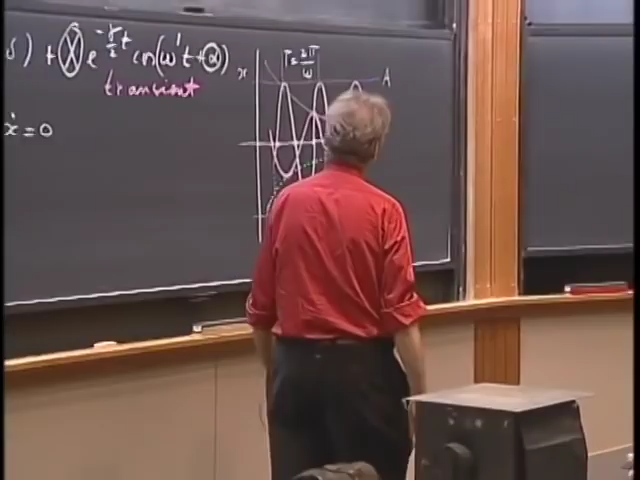 δ) + X e^{-γ/2 t} cos(ω't + α)
transient
ẋ = 0
x
T = 2π/ω
A